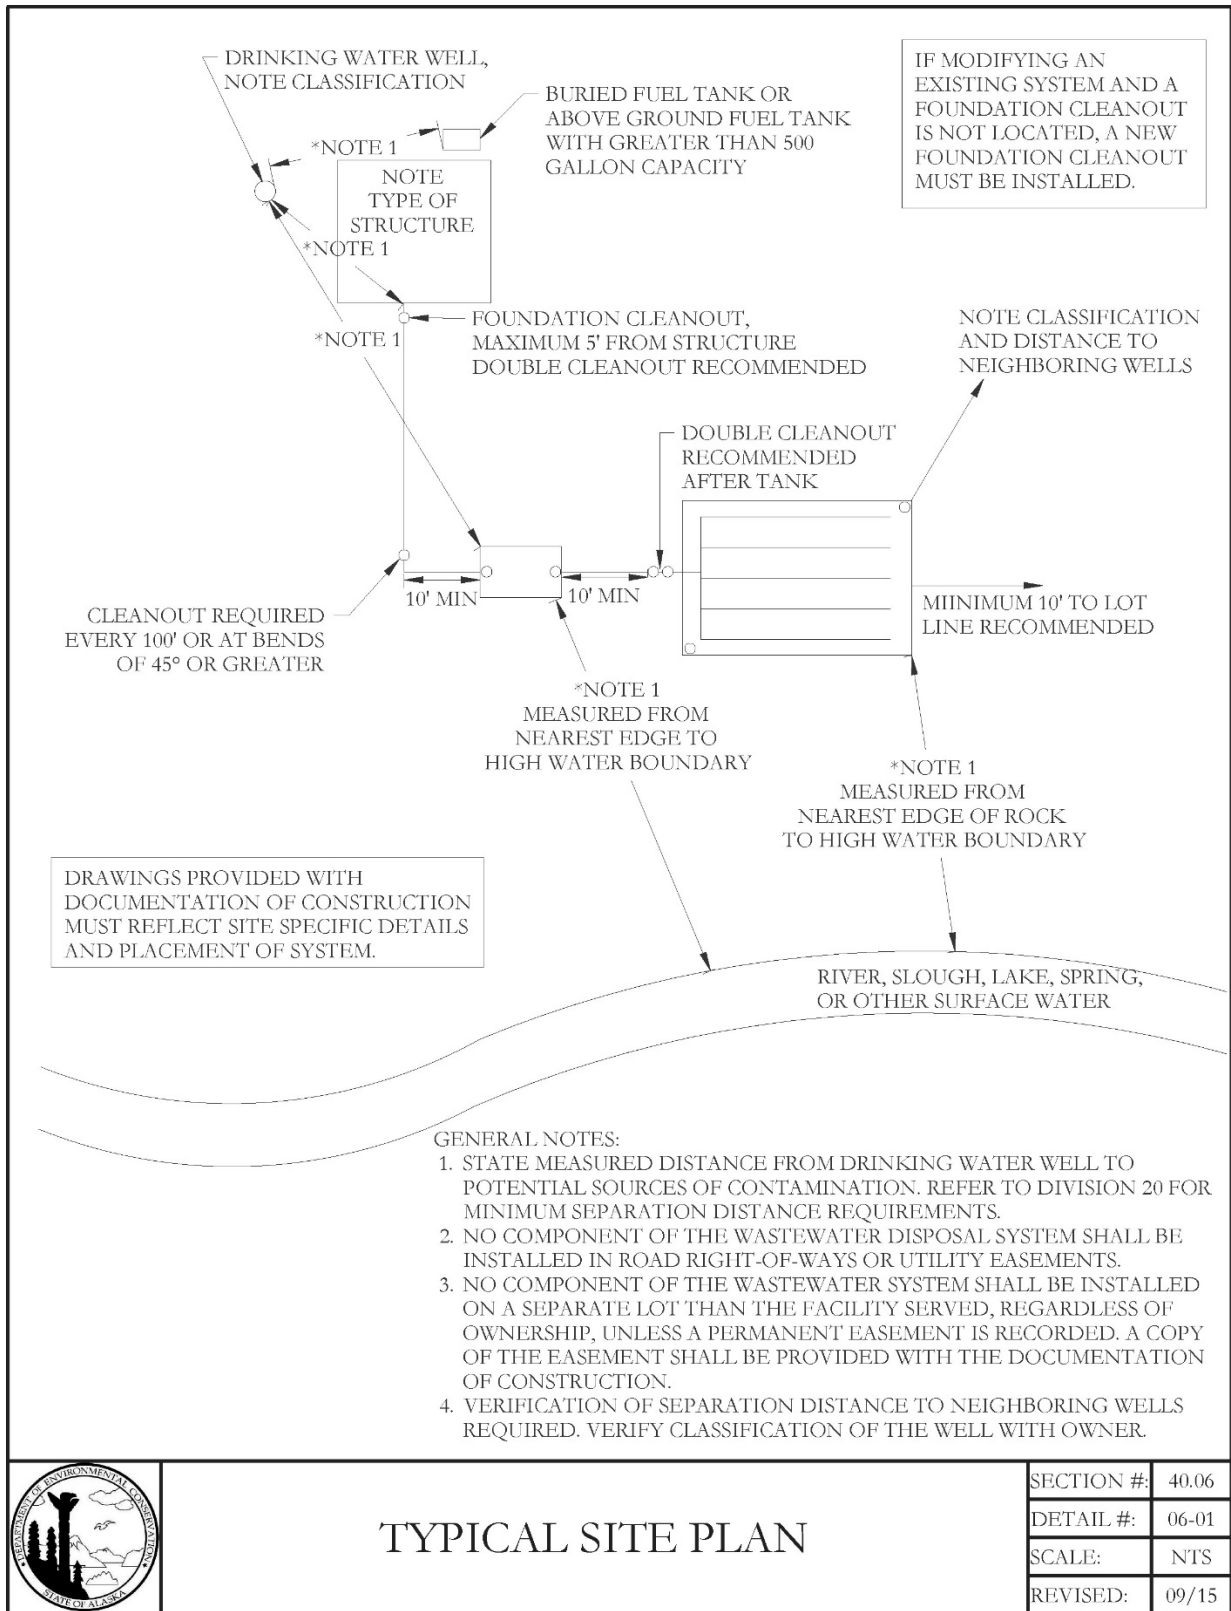 DRINKING WATER WELL,
NOTE CLASSIFICATION
BURIED FUEL TANK OR
ABOVE GROUND FUEL TANK
WITH GREATER THAN 500
GALLON CAPACITY
IF MODIFYING AN
EXISTING SYSTEM AND A
FOUNDATION CLEANOUT
IS NOT LOCATED, A NEW
FOUNDATION CLEANOUT
MUST BE INSTALLED.
*NOTE 1
NOTE
TYPE OF
STRUCTURE
*NOTE 1
*NOTE 1
FOUNDATION CLEANOUT,
MAXIMUM 5' FROM STRUCTURE
DOUBLE CLEANOUT RECOMMENDED
NOTE CLASSIFICATION
AND DISTANCE TO
NEIGHBORING WELLS
DOUBLE CLEANOUT
RECOMMENDED
AFTER TANK
10' MIN
10' MIN
CLEANOUT REQUIRED
EVERY 100' OR AT BENDS
OF 45° OR GREATER
MIINIMUM 10' TO LOT
LINE RECOMMENDED
*NOTE 1
MEASURED FROM
NEAREST EDGE TO
HIGH WATER BOUNDARY
*NOTE 1
MEASURED FROM
NEAREST EDGE OF ROCK
TO HIGH WATER BOUNDARY
DRAWINGS PROVIDED WITH
DOCUMENTATION OF CONSTRUCTION
MUST REFLECT SITE SPECIFIC DETAILS
AND PLACEMENT OF SYSTEM.
RIVER, SLOUGH, LAKE, SPRING,
OR OTHER SURFACE WATER
GENERAL NOTES:
1. STATE MEASURED DISTANCE FROM DRINKING WATER WELL TO
POTENTIAL SOURCES OF CONTAMINATION. REFER TO DIVISION 20 FOR
MINIMUM SEPARATION DISTANCE REQUIREMENTS.
2. NO COMPONENT OF THE WASTEWATER DISPOSAL SYSTEM SHALL BE
INSTALLED IN ROAD RIGHT-OF-WAYS OR UTILITY EASEMENTS.
3. NO COMPONENT OF THE WASTEWATER SYSTEM SHALL BE INSTALLED
ON A SEPARATE LOT THAN THE FACILITY SERVED, REGARDLESS OF
OWNERSHIP, UNLESS A PERMANENT EASEMENT IS RECORDED. A COPY
OF THE EASEMENT SHALL BE PROVIDED WITH THE DOCUMENTATION
OF CONSTRUCTION.
4. VERIFICATION OF SEPARATION DISTANCE TO NEIGHBORING WELLS
REQUIRED. VERIFY CLASSIFICATION OF THE WELL WITH OWNER.
DEPARTMENT OF ENVIRONMENTAL CONSERVATION
STATE OF ALASKA
TYPICAL SITE PLAN
SECTION #: 40.06
DETAIL #: 06-01
SCALE: NTS
REVISED: 09/15